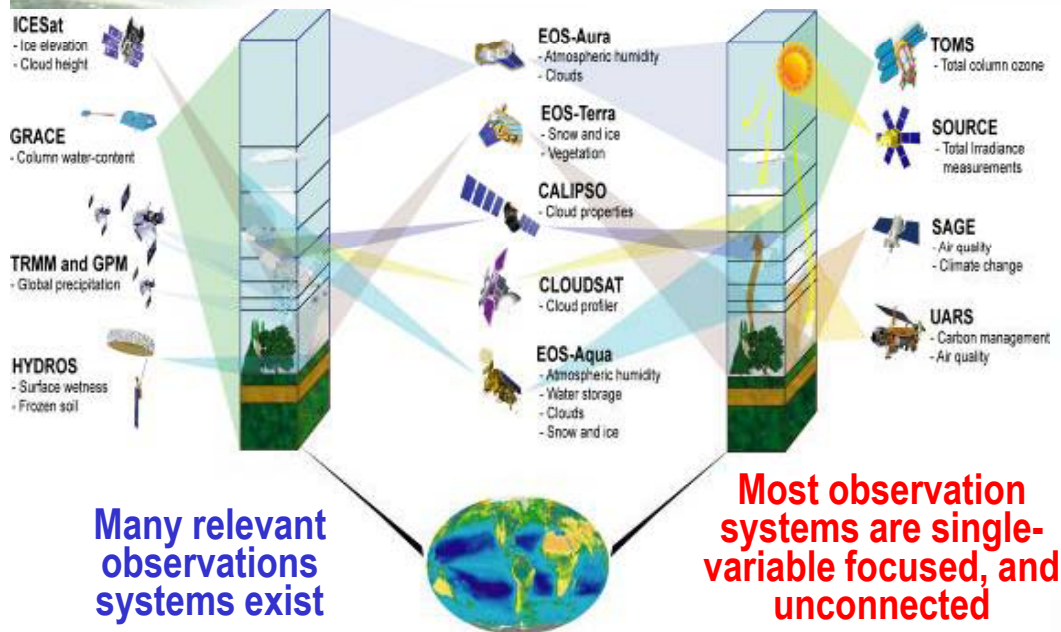 ICESat
- Ice elevation
- Cloud height
GRACE
- Column water-content
TRMM and GPM
- Global precipitation
HYDROS
- Surface wetness
- Frozen soil
EOS-Aura
- Atmospheric humidity
- Clouds
EOS-Terra
- Snow and ice
- Vegetation
CALIPSO
- Cloud properties
CLOUDSAT
- Cloud profiler
EOS-Aqua
- Atmospheric humidity
- Water storage
- Clouds
- Snow and ice
TOMS
- Total column ozone
SOURCE
- Total Irradiance
measurements
SAGE
- Air quality
- Climate change
UARS
- Carbon management
- Air quality
Many relevant
observations
systems exist
Most observation
systems are single-
variable focused, and
unconnected